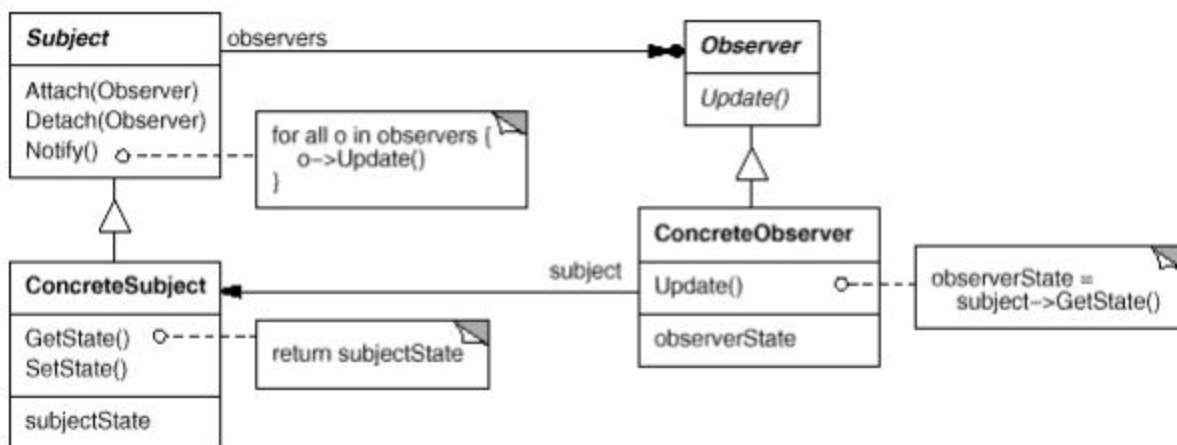 Subject
observers
Observer
Attach(Observer)
Detach(Observer)
Notify()
for all o in observers {
o->Update()
}
Update()
ConcreteSubject
GetState()
SetState()
subjectState
return subjectState
subject
ConcreteObserver
Update()
observerState
observerState =
subject->GetState()